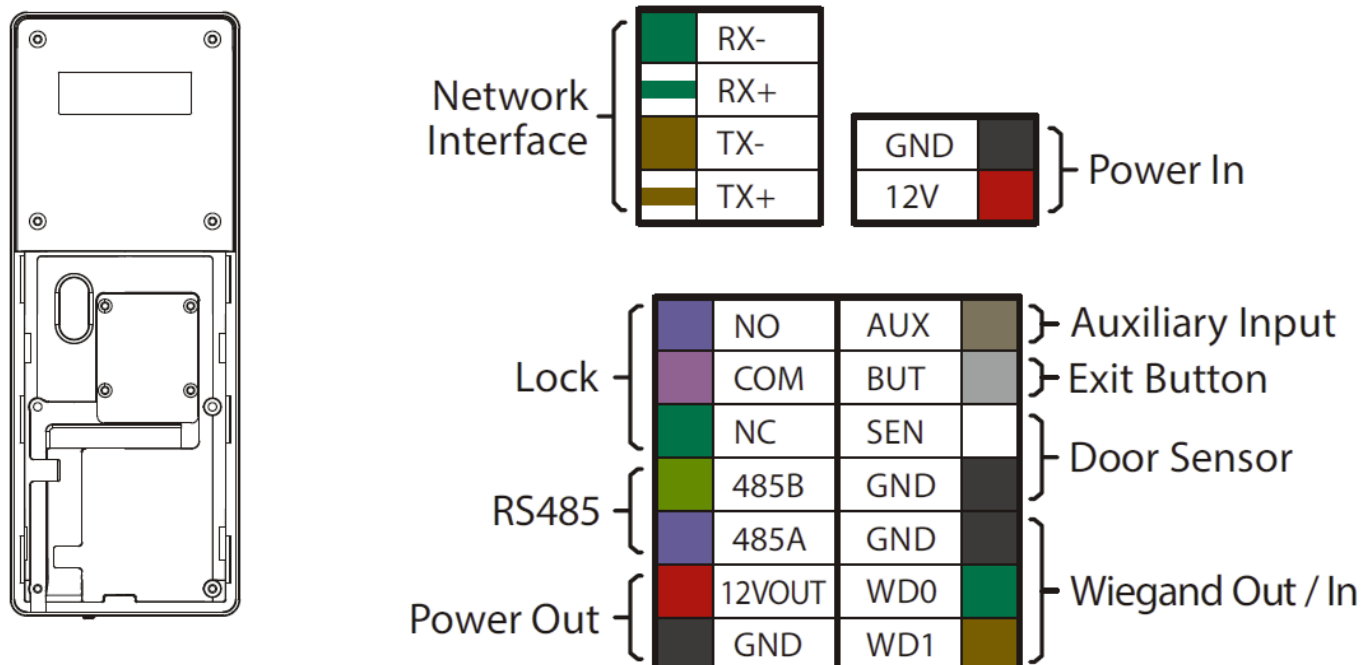 Network
Interface
RX-
RX+
TX-
TX+
GND
12V
Power In
Lock
NO
COM
NC
AUX
BUT
SEN
Auxiliary Input
Exit Button
Door Sensor
RS485
485B
485A
GND
GND
Power Out
12VOUT
GND
WD0
WD1
Wiegand Out / In